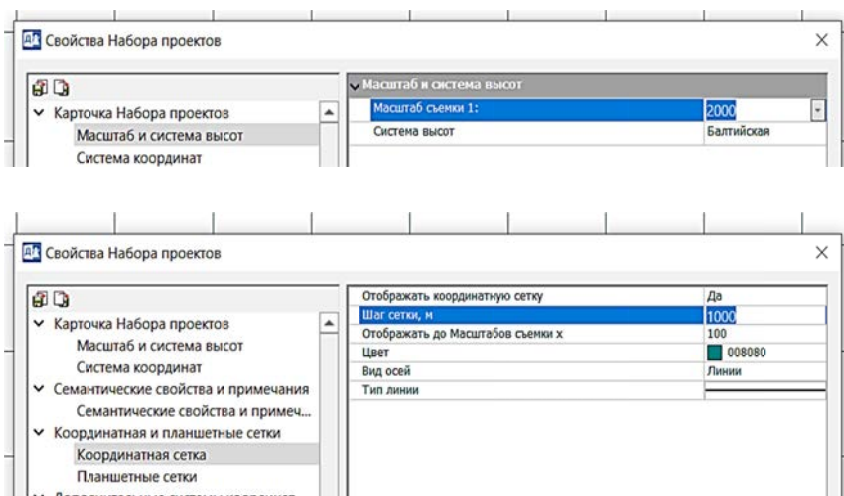 Свойства Набора проектов
Карточка Набора проектов
Масштаб и система высот
Система координат
Масштаб и система высот
Масштаб съемки 1: 2000
Система высот Балтийская
Свойства Набора проектов
Карточка Набора проектов
Масштаб и система высот
Система координат
Семантические свойства и примечания
Семантические свойства и примеч...
Координатная и планшетные сетки
Координатная сетка
Планшетные сетки
Дополнительные системы координат
Отображать координатную сетку Да
Шаг сетки, м 1000
Отображать до Масштабов съемки x 100
Цвет 008080
Вид осей Линии
Тип линии